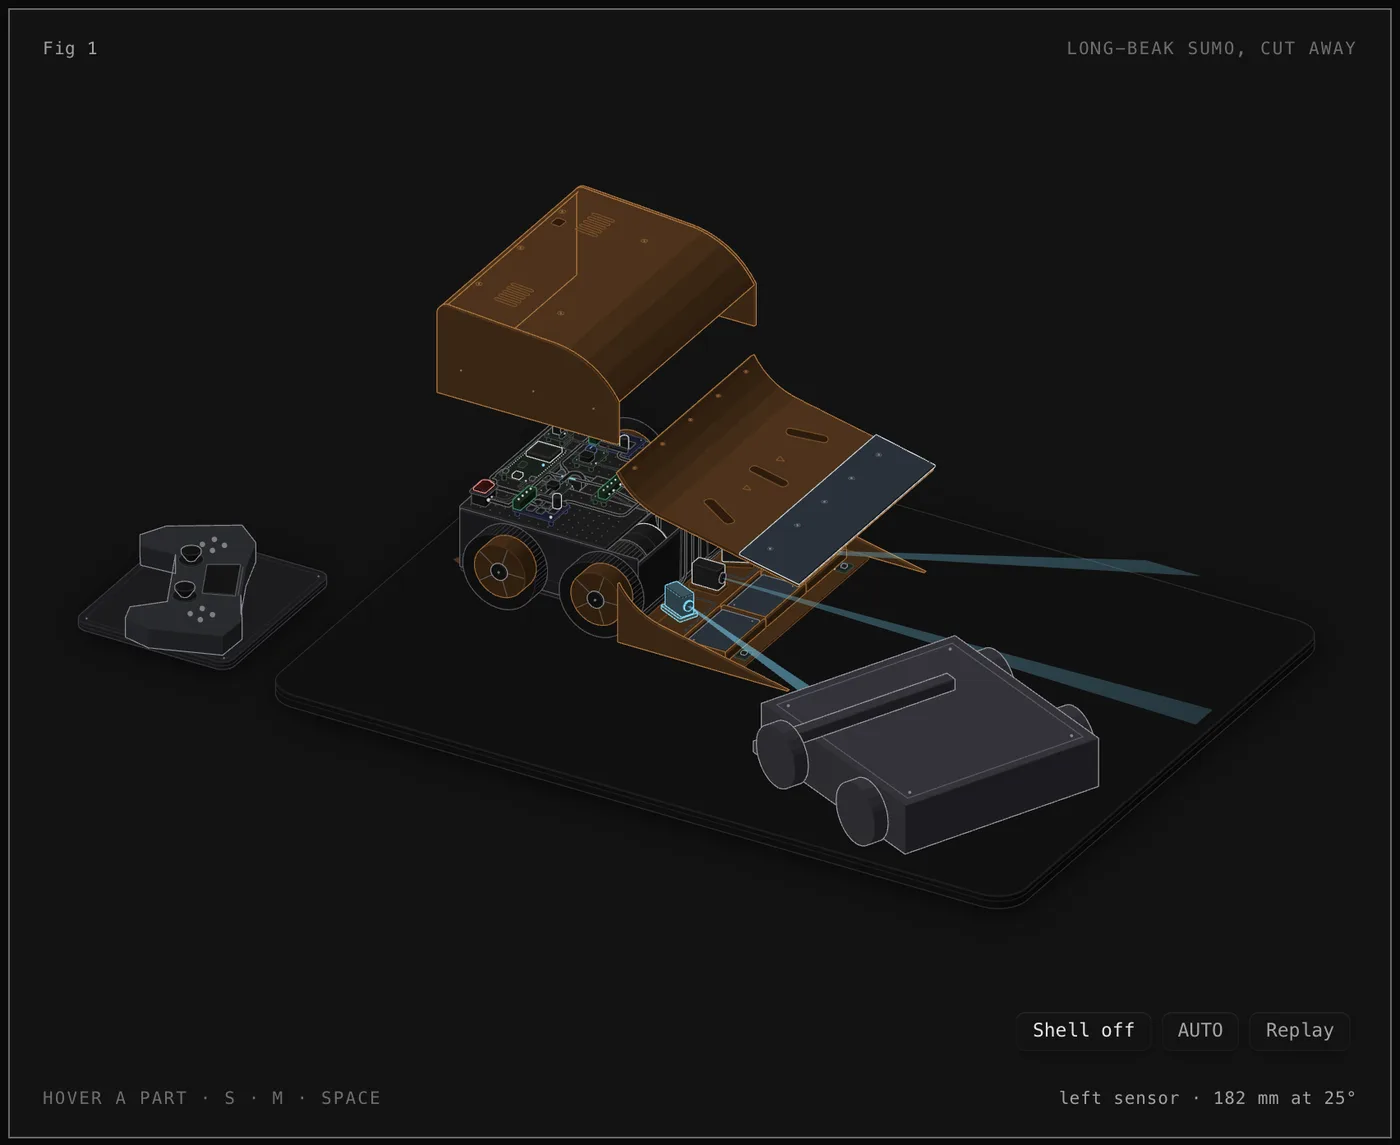 Fig 1
LONG–BEAK SUMO, CUT AWAY
Shell off
AUTO
Replay
HOVER A PART · S · M · SPACE
left sensor · 182 mm at 25°